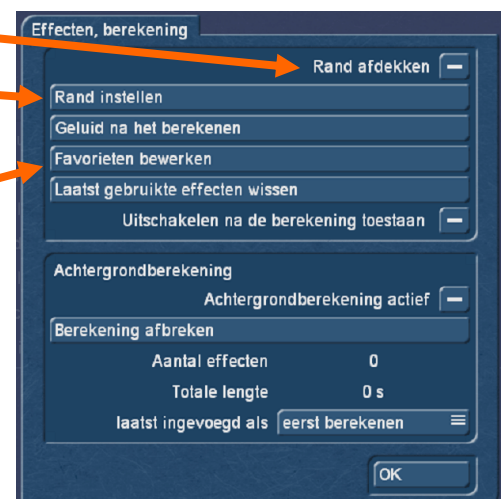 Effecten, berekening
Rand afdekken
Rand instellen
Geluid na het berekenen
Favorieten bewerken
Laatst gebruikte effecten wissen
Uitschakelen na de berekening toestaan
Achtergrondberekening
Achtergrondberekening actief
Berekening afbreken
Aantal effecten 0
Totale lengte 0 s
laatst ingevoegd als eerst berekenen
OK